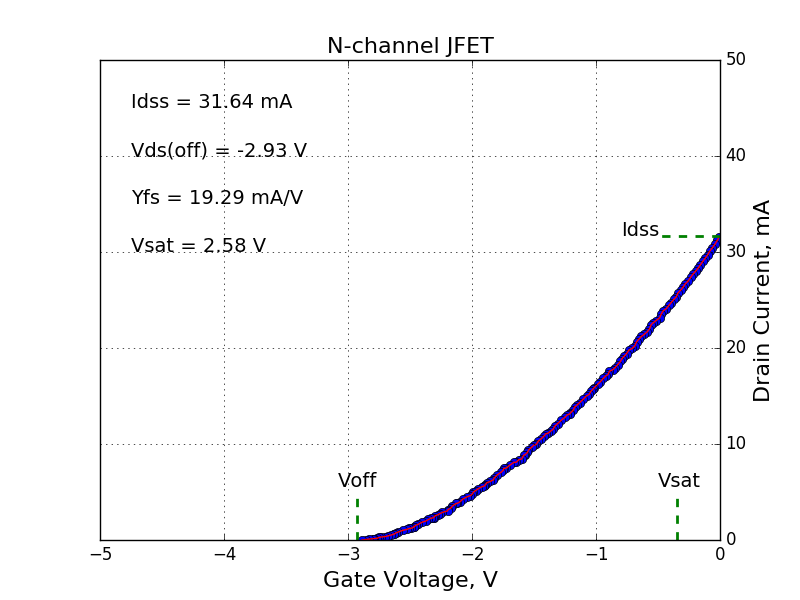 N-channel JFET
Idss = 31.64 mA
Vds(off) = -2.93 V
Yfs = 19.29 mA/V
Vsat = 2.58 V
Idss
Voff
Vsat
50
40
30
20
10
0
Drain Current, mA
−5 −4 −3 −2 −1 0
Gate Voltage, V